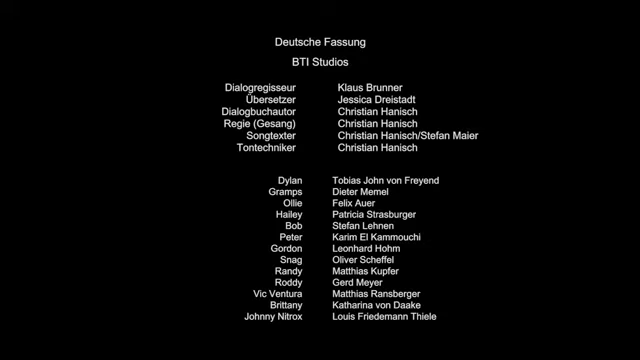 Deutsche Fassung
BTI Studios
Dialogregisseur Klaus Brunner
Übersetzer Jessica Dreistadt
Dialogbuchautor Christian Hanisch
Regie (Gesang) Christian Hanisch
Songtexter Christian Hanisch/Stefan Maier
Tontechniker Christian Hanisch
Dylan Tobias John von Freyend
Gramps Dieter Memel
Ollie Felix Auer
Hailey Patricia Strasburger
Bob Stefan Lehnen
Peter Karim El Kammouchi
Gordon Leonhard Hohm
Snag Oliver Scheffel
Randy Matthias Kupfer
Roddy Gerd Meyer
Vic Ventura Matthias Ransberger
Brittany Katharina von Daake
Johnny Nitrox Louis Friedemann Thiele